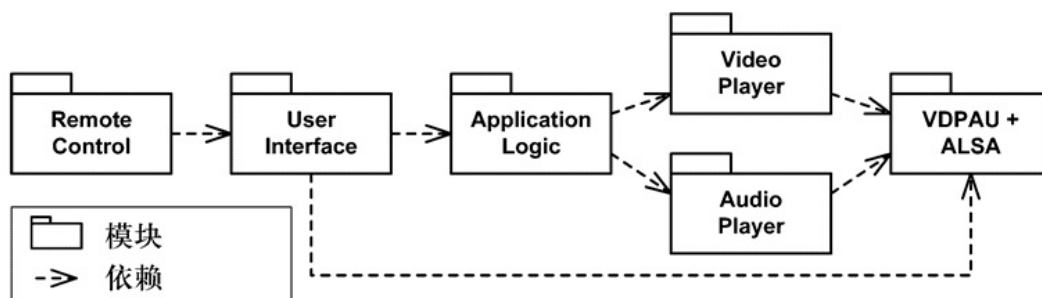 Remote
Control
User
Interface
Application
Logic
Video
Player
Audio
Player
VDPAU +
ALSA
模块
依赖